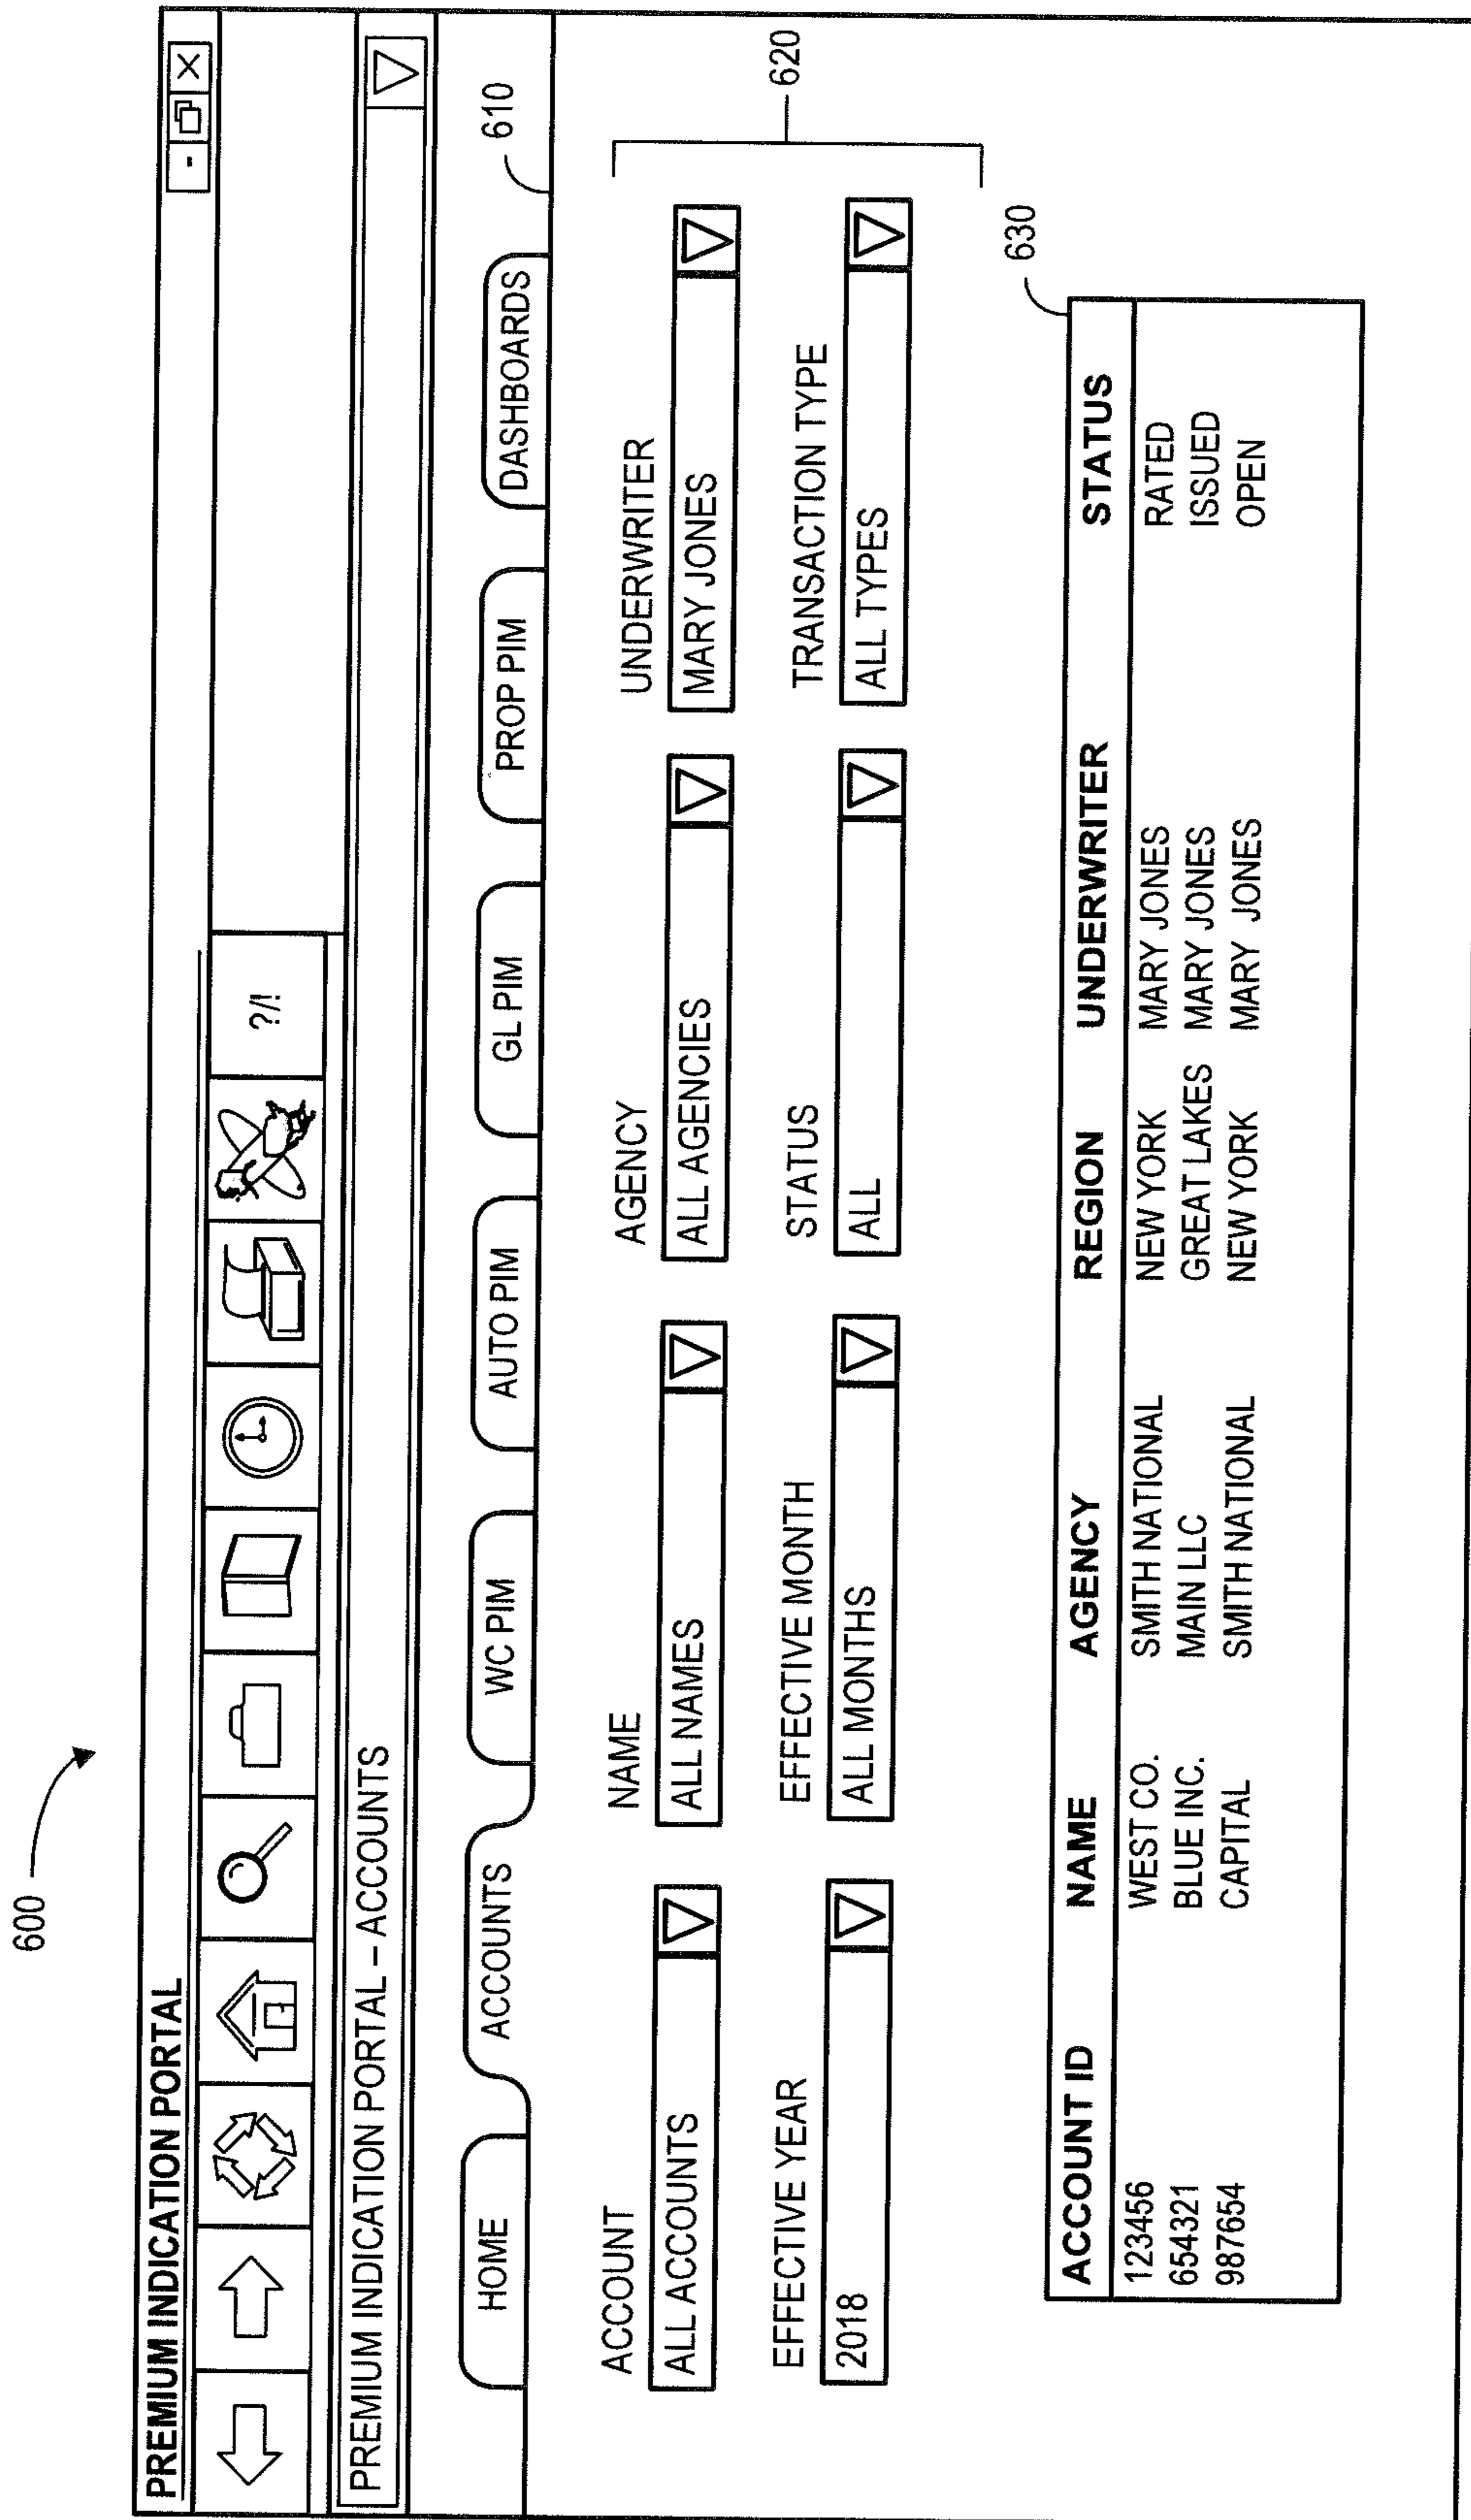 600
PREMIUM INDICATION PORTAL
?/!
- X
PREMIUM INDICATION PORTAL – ACCOUNTS
HOME ACCOUNTS WC PIM AUTO PIM GL PIM PROP PIM DASHBOARDS
610
ACCOUNT NAME AGENCY UNDERWRITER
ALL ACCOUNTS ALL NAMES ALL AGENCIES MARY JONES
620
EFFECTIVE YEAR EFFECTIVE MONTH STATUS TRANSACTION TYPE
2018 ALL MONTHS ALL ALL TYPES
630
ACCOUNT ID NAME AGENCY REGION UNDERWRITER STATUS
123456 WEST CO. SMITH NATIONAL NEW YORK MARY JONES RATED
654321 BLUE INC. MAIN LLC GREAT LAKES MARY JONES ISSUED
987654 CAPITAL SMITH NATIONAL NEW YORK MARY JONES OPEN